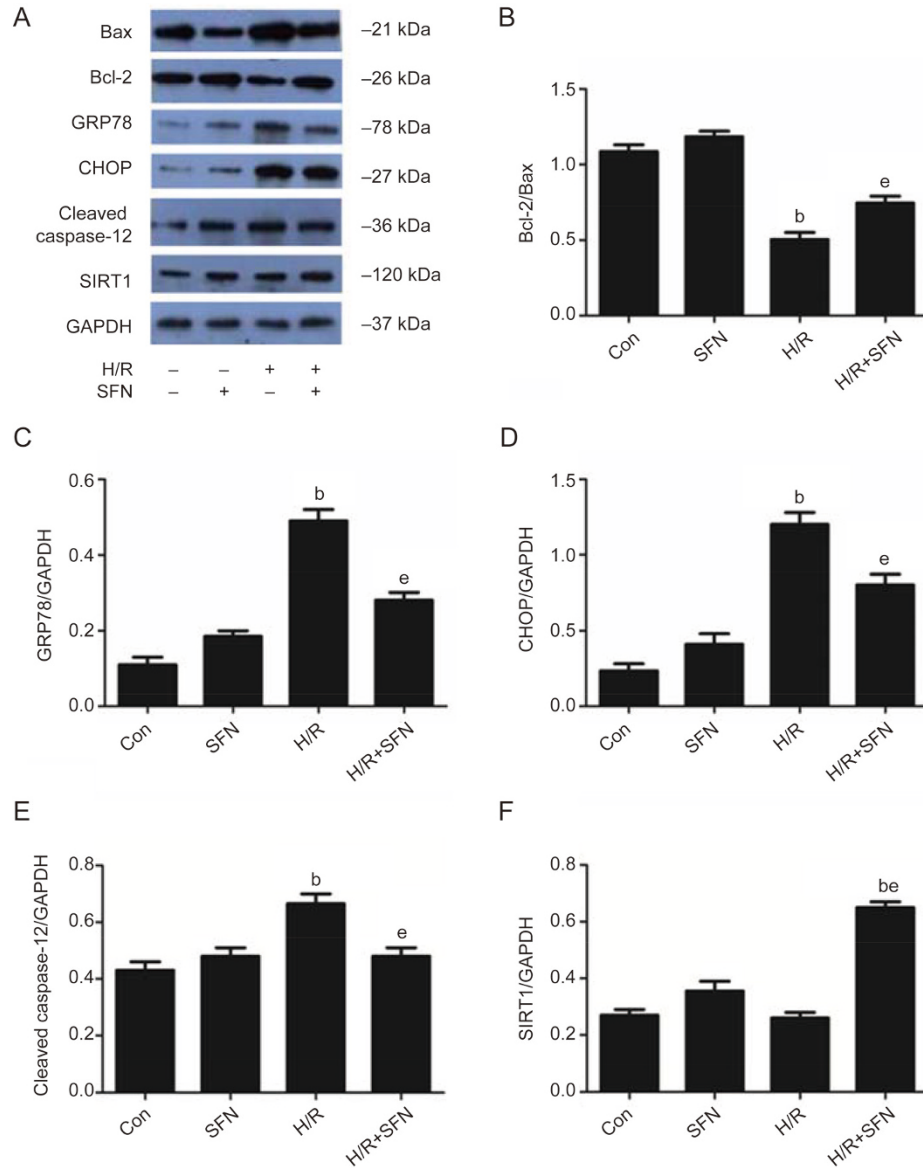 A
Bax –21 kDa
Bcl-2 –26 kDa
GRP78 –78 kDa
CHOP –27 kDa
Cleaved
caspase-12 –36 kDa
SIRT1 –120 kDa
GAPDH –37 kDa
H/R – – + +
SFN – + – +
B
Bcl-2/Bax
1.5
1.0
0.5
0.0
b
e
Con SFN H/R H/R+SFN
C
GRP78/GAPDH
0.6
0.4
0.2
0.0
b
e
Con SFN H/R H/R+SFN
D
CHOP/GAPDH
1.5
1.0
0.5
0.0
b
e
Con SFN H/R H/R+SFN
E
Cleaved caspase-12/GAPDH
0.8
0.6
0.4
0.2
0.0
b
e
Con SFN H/R H/R+SFN
F
SIRT1/GAPDH
0.8
0.6
0.4
0.2
0.0
be
Con SFN H/R H/R+SFN